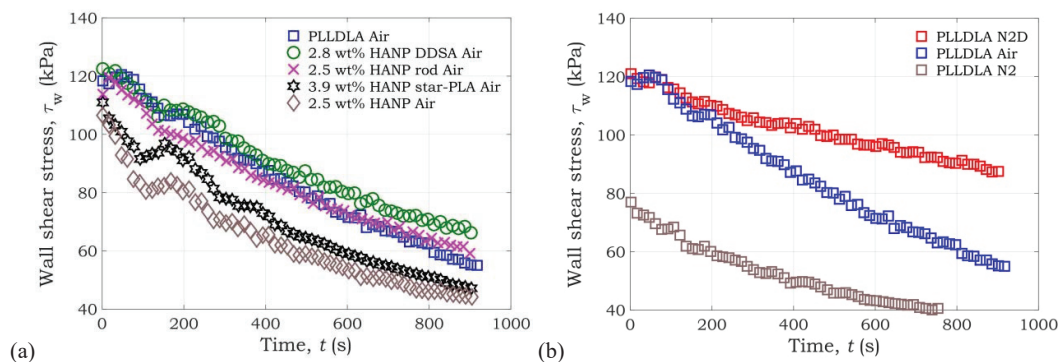 140
120
100
80
60
40
Wall shear stress, τw (kPa)
PLLDLA Air
2.8 wt% HANP DDSA Air
2.5 wt% HANP rod Air
3.9 wt% HANP star-PLA Air
2.5 wt% HANP Air
0 200 400 600 800 1000
Time, t (s)
(a)
140
120
100
80
60
40
Wall shear stress, τw (kPa)
PLLDLA N2D
PLLDLA Air
PLLDLA N2
0 200 400 600 800 1000
Time, t (s)
(b)